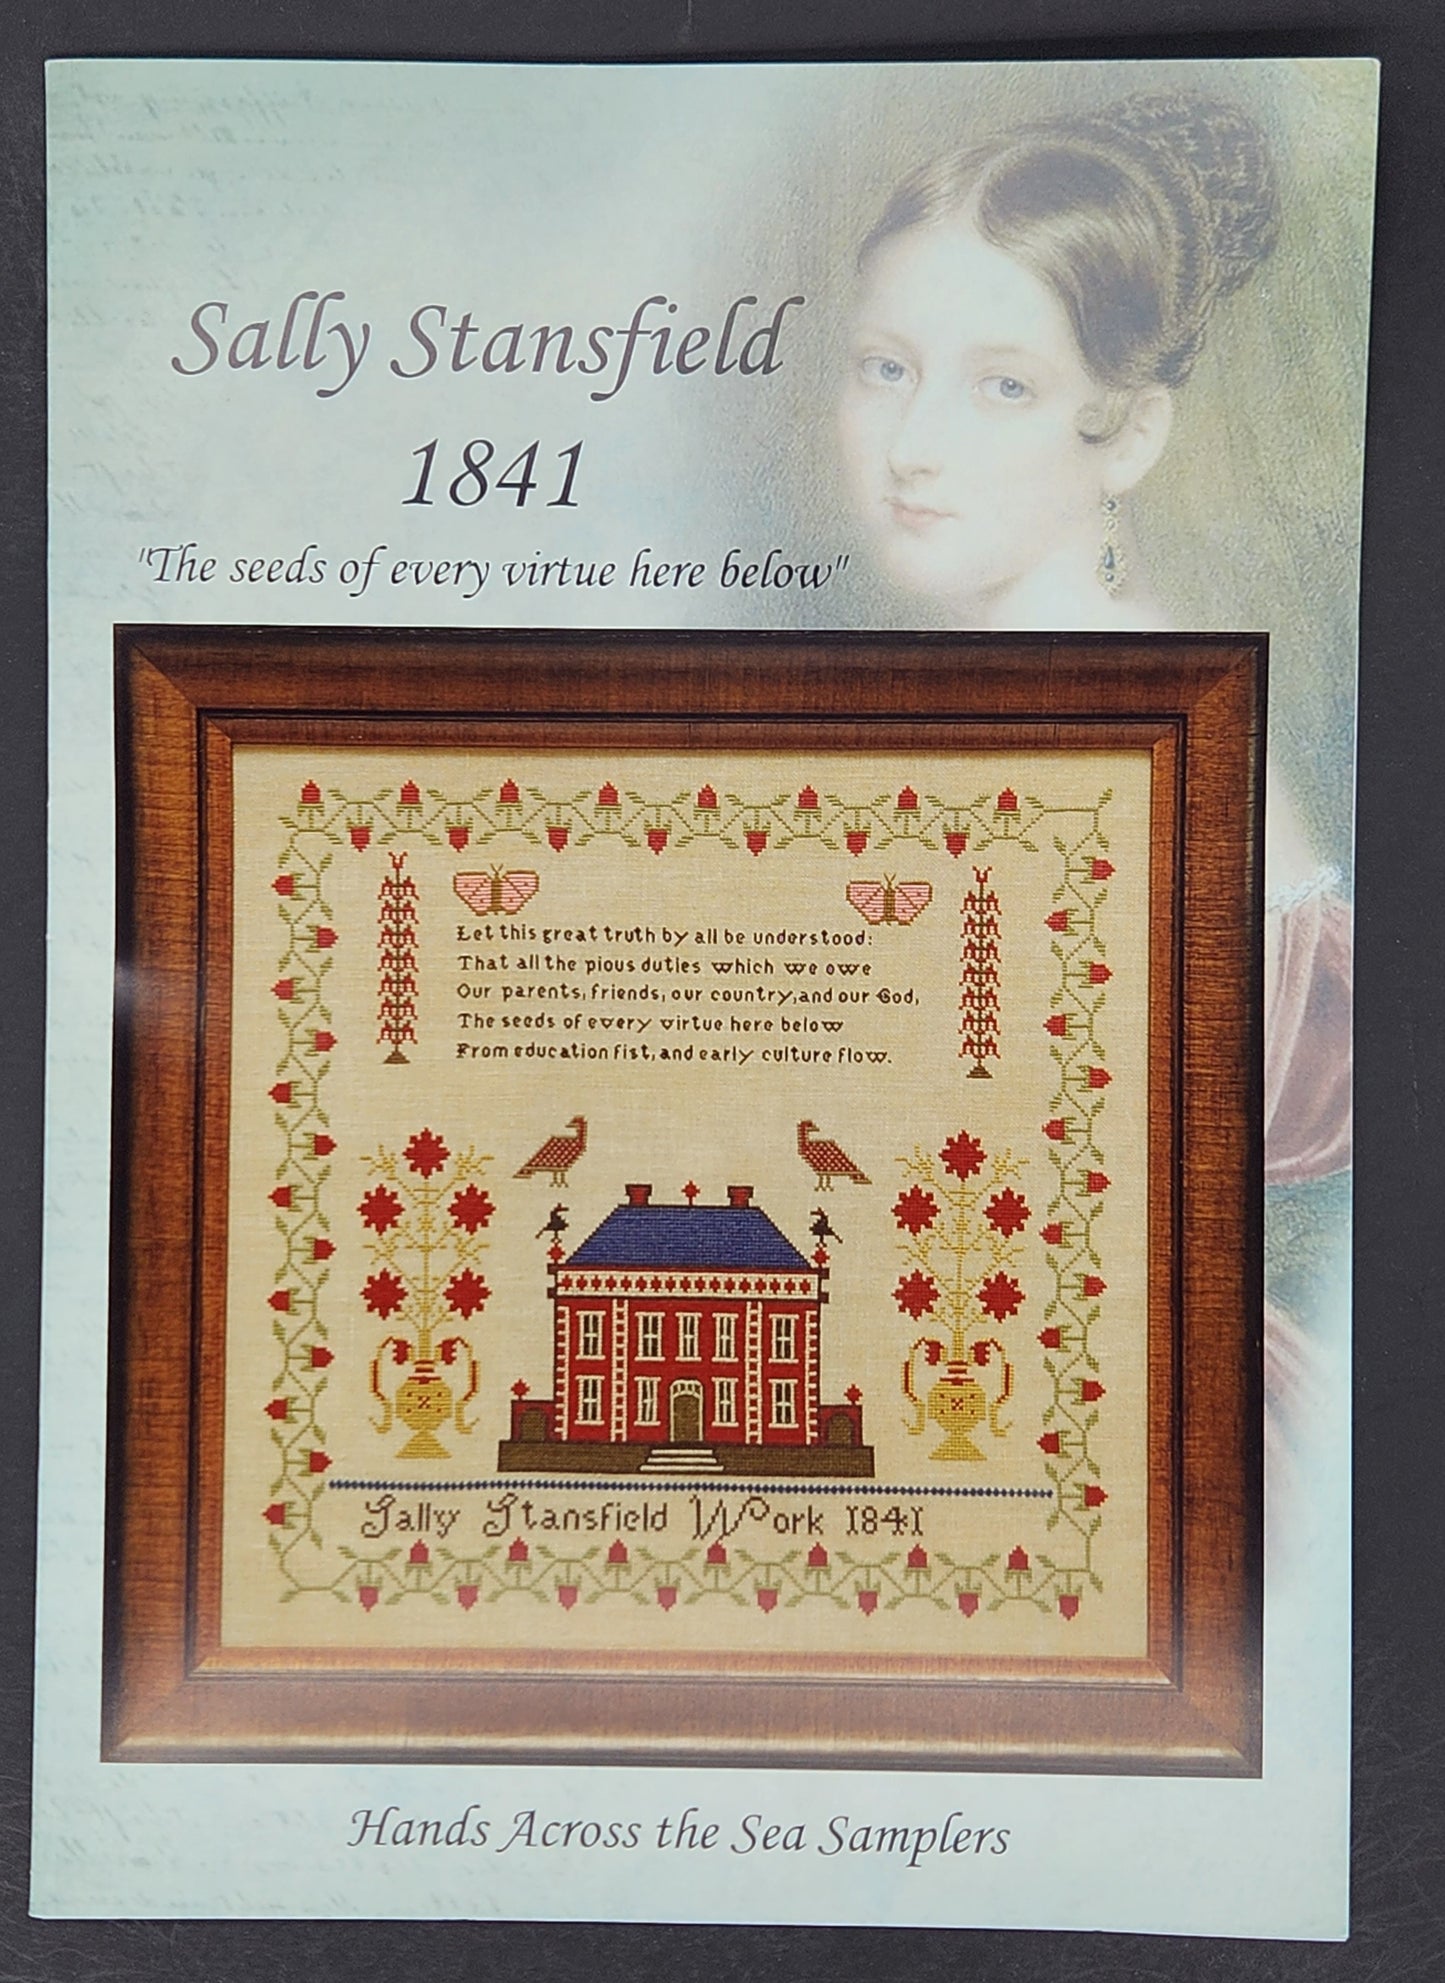 Sally Stansfield
1841
"The seeds of every virtue here below"
Let this great truth by all be understood:
That all the pious duties which we owe
Our parents, friends, our country, and our God,
The seeds of every virtue here below
From education fist, and early culture flow.
Sally Stansfield Work 1841
Hands Across the Sea Samplers